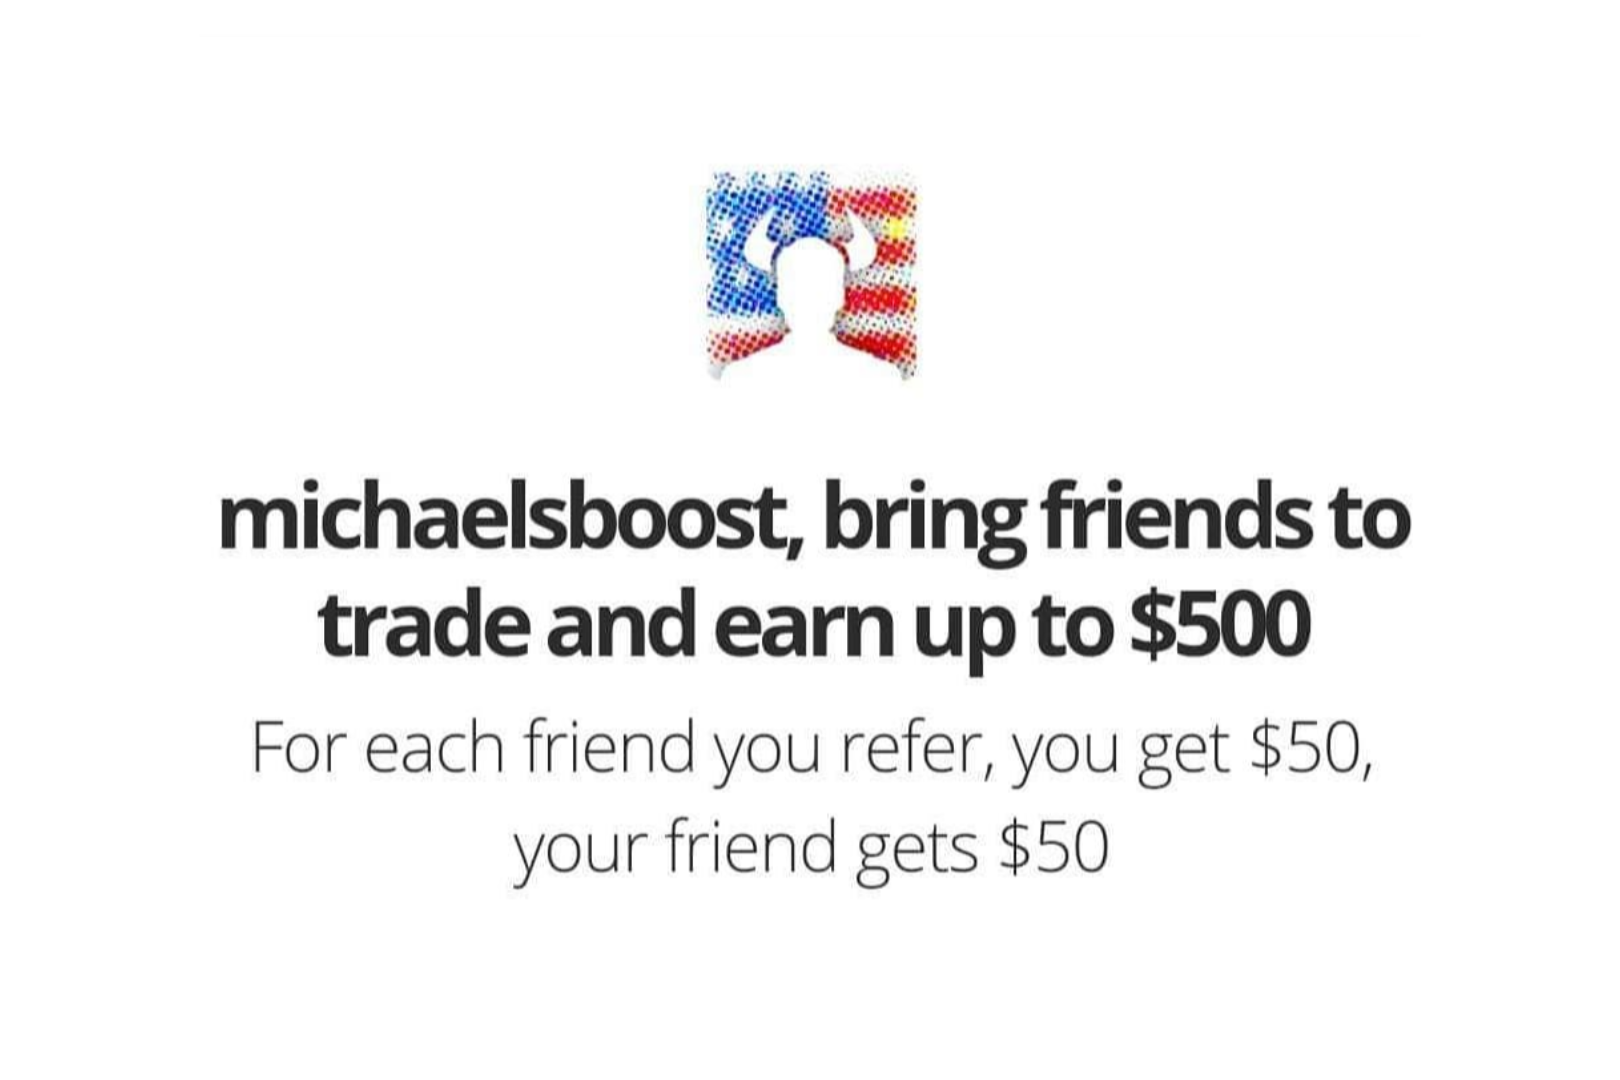 michaelsboost, bring friends to
trade and earn up to $500
For each friend you refer, you get $50,
your friend gets $50